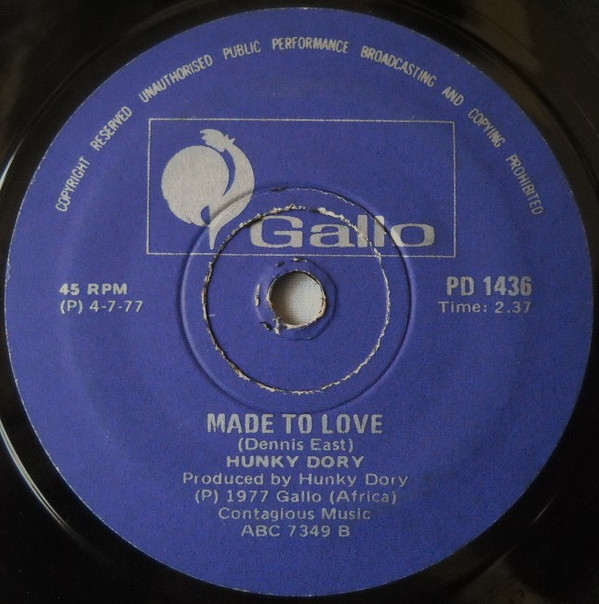 COPYRIGHT RESERVED UNAUTHORISED PUBLIC PERFORMANCE BROADCASTING AND COPYING PROHIBITED
Gallo
45 RPM
(P) 4-7-77
PD 1436
Time: 2.37
MADE TO LOVE
(Dennis East)
HUNKY DORY
Produced by Hunky Dory
(P) 1977 Gallo (Africa)
Contagious Music
ABC 7349 B